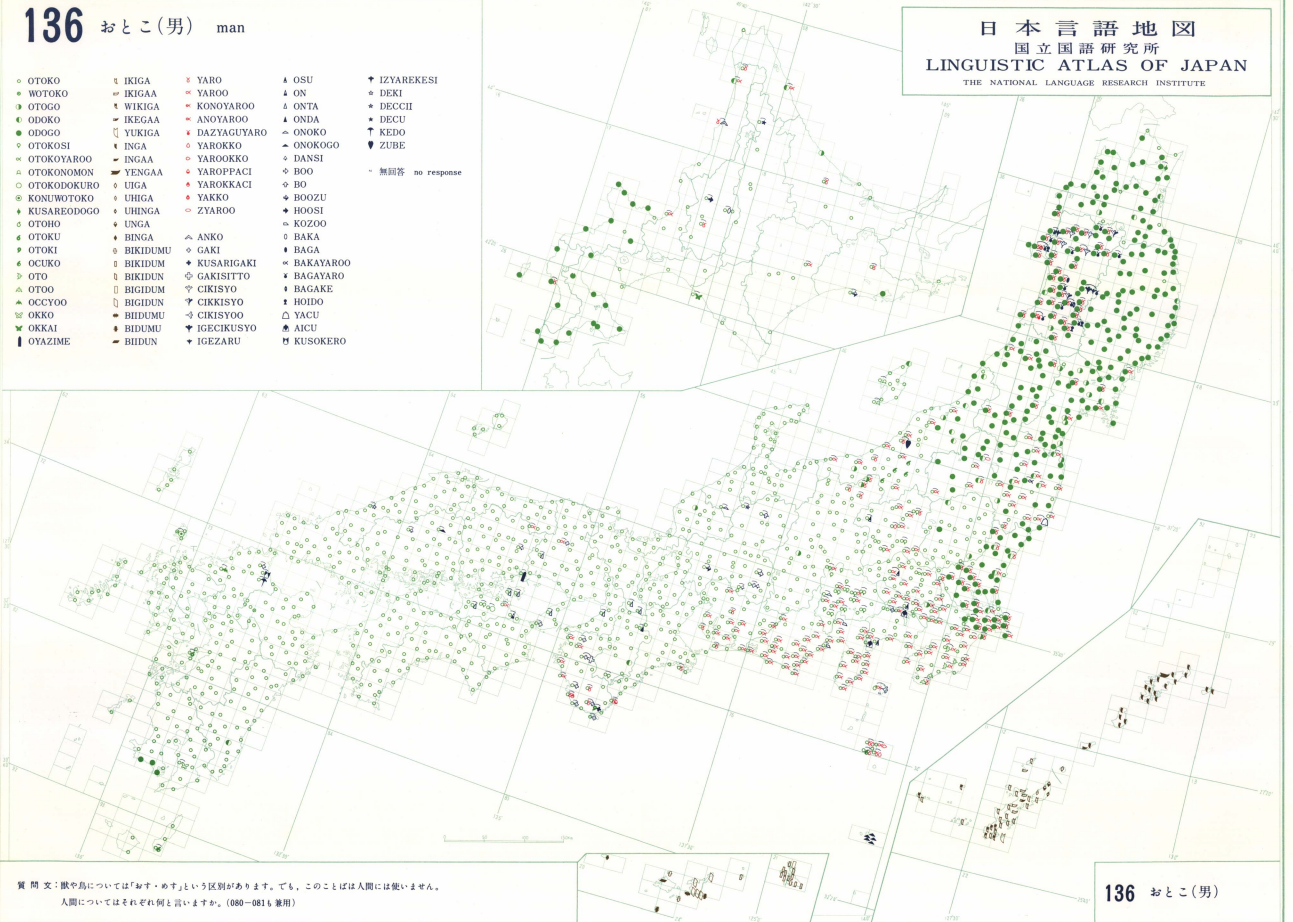 136 おとこ(男) man
日本言語地図
国立国語研究所
LINGUISTIC ATLAS OF JAPAN
THE NATIONAL LANGUAGE RESEARCH INSTITUTE
OTOKO
WOTOKO
OTOGO
ODOKO
ODOGO
OTOKOSI
OTOKOYAROO
OTOKONOMON
OTOKODOKURO
KONUWOTOKO
KUSAREODOGO
OTOHO
OTOKU
OTOKI
OCUKO
OTO
OTOO
OCCYOO
OKKO
OKKAI
OYAZIME
IKIGA
IKIGAA
WIKIGA
IKEGAA
YUKIGA
INGA
INGAA
YENGAA
UIGA
UHIGA
UHINGA
UNGA
BINGA
BIKIDUMU
BIKIDUM
BIKIDUN
BIGIDUM
BIGIDUN
BIIDUMU
BIDUMU
BIIDUN
YARO
YAROO
KONOYAROO
ANOYAROO
DAZYAGUYARO
YAROKKO
YAROOKKO
YAROPPACI
YAROKKACI
YAKKO
ZYAROO
ANKO
GAKI
KUSARIGAKI
GAKISITTO
CIKISYO
CIKKISYO
CIKISYOO
IGECIKUSYO
IGEZARU
OSU
ON
ONTA
ONDA
ONOKO
ONOKOGO
DANSI
BOO
BO
BOOZU
HOOSI
KOZOO
BAKA
BAGA
BAKAYAROO
BAGAYARO
BAGAKE
HOIDO
YACU
AICU
KUSOKERO
IZYAREKESI
DEKI
DECCII
DECU
KEDO
ZUBE
無回答 no response
質問文:獣や鳥については「おす・めす」という区別があります。でも,このことばは人間には使いません。
人間についてはそれぞれ何と言いますか。(080-081も兼用)
136 おとこ(男)